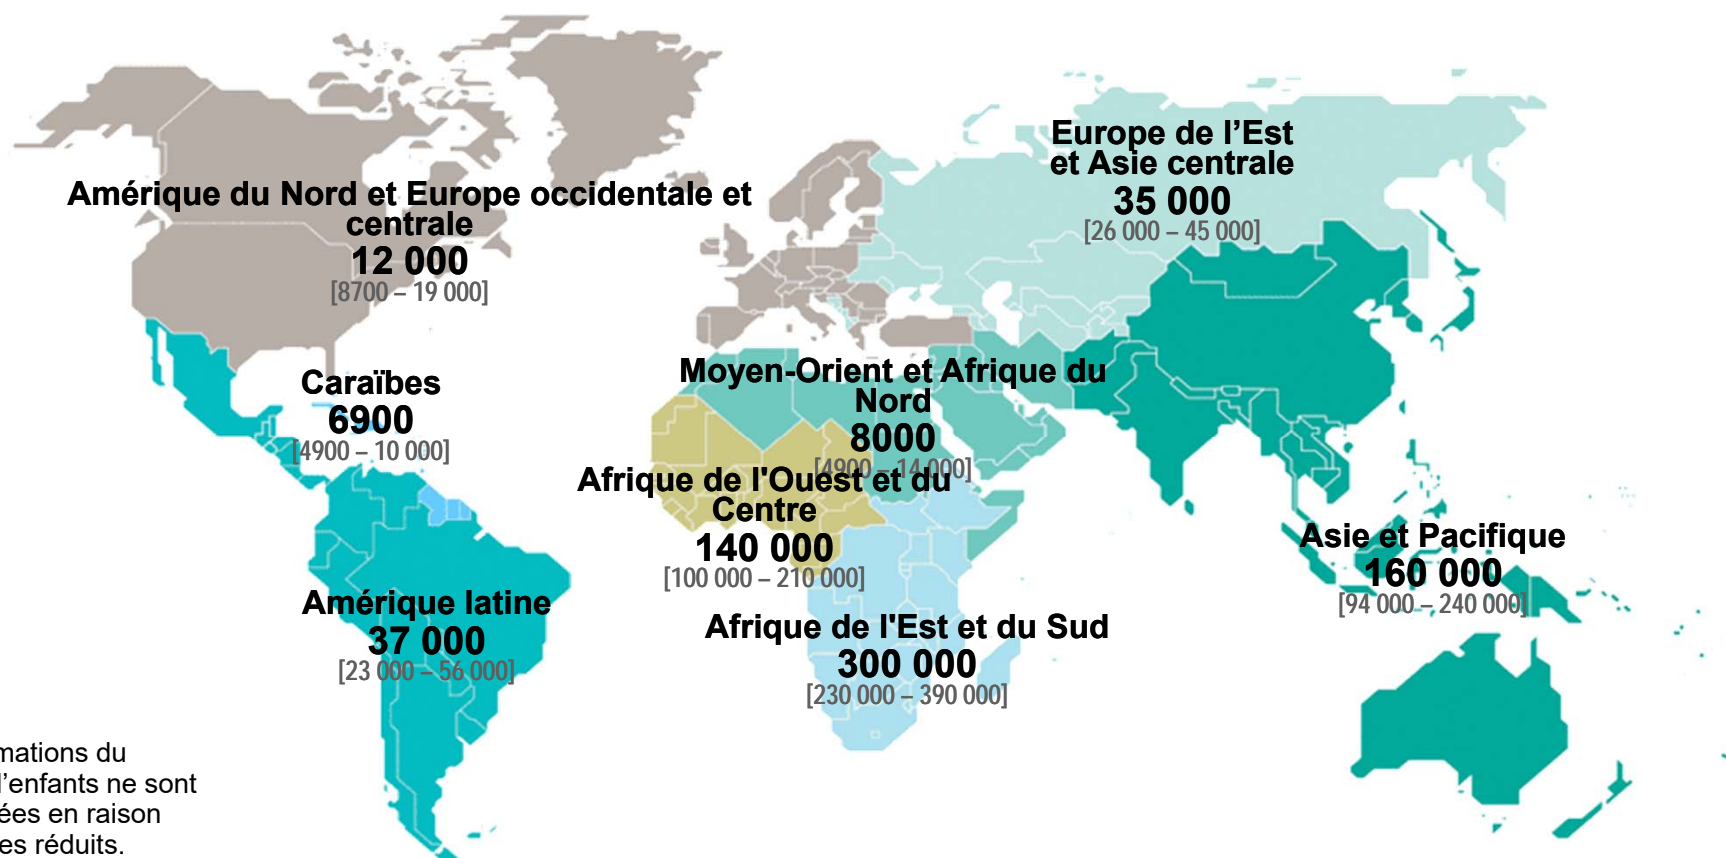 Europe de l’Est
et Asie centrale
35 000
[26 000 – 45 000]
Amérique du Nord et Europe occidentale et
centrale
12 000
[8700 – 19 000]
Caraïbes
6900
[4900 – 10 000]
Moyen-Orient et Afrique du
Nord
8000
[4900 – 14 000]
Afrique de l'Ouest et du
Centre
140 000
[100 000 – 210 000]
Asie et Pacifique
160 000
[94 000 – 240 000]
Amérique latine
37 000
[23 000 – 56 000]
Afrique de l'Est et du Sud
300 000
[230 000 – 390 000]
mations du
l’enfants ne sont
ées en raison
es réduits.